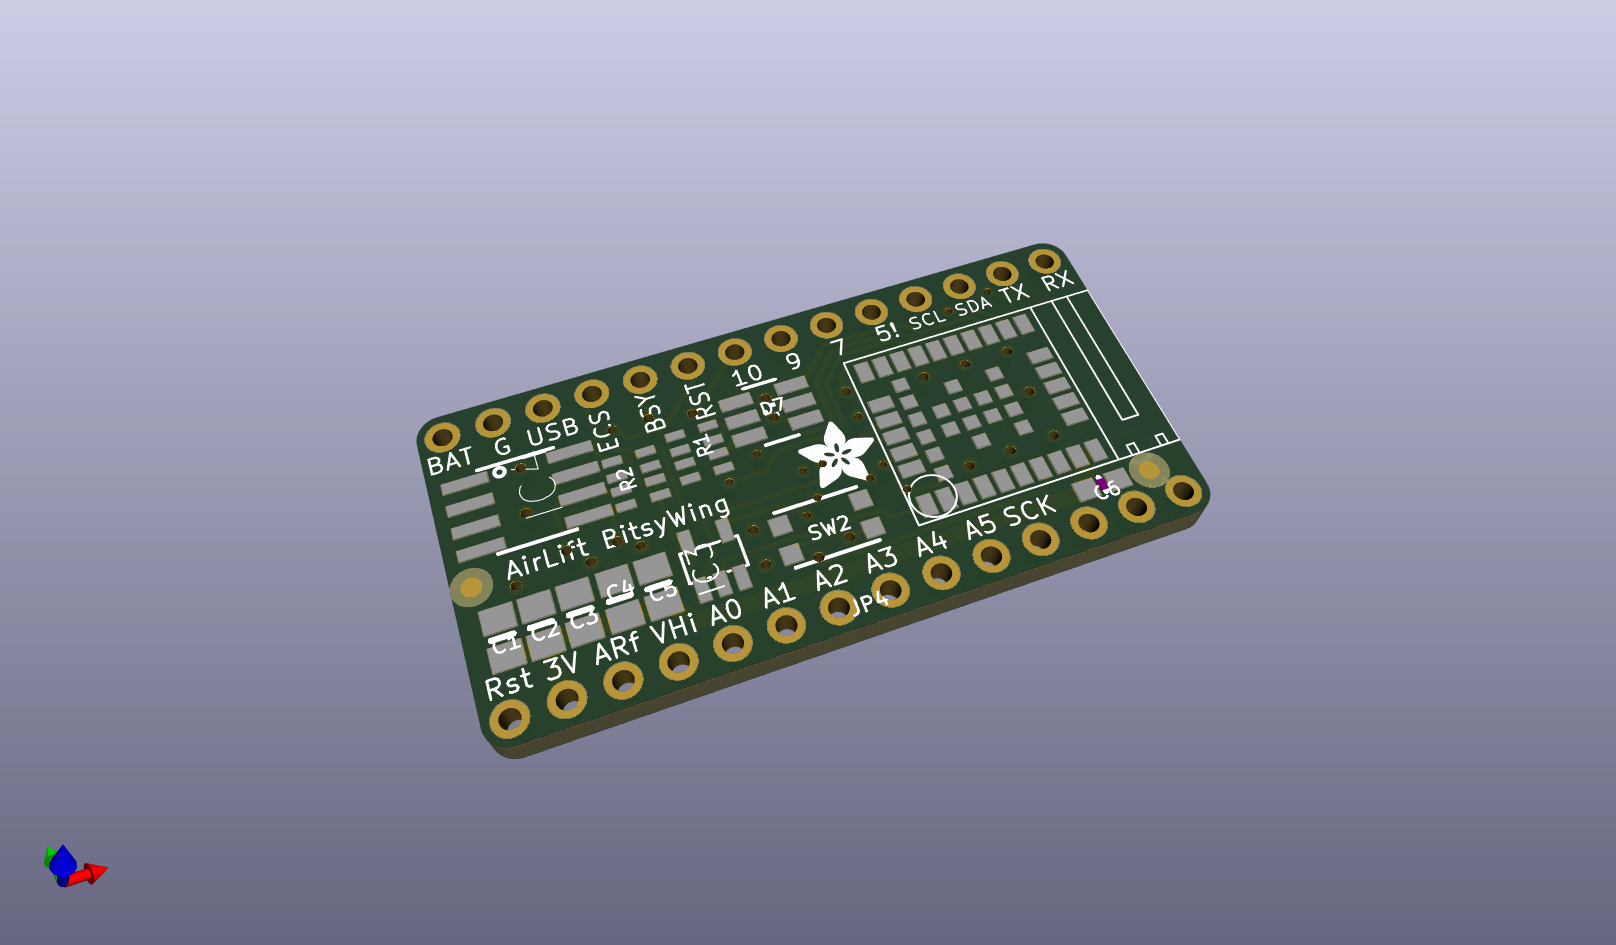 BAT G USB ECS BSY RST 10 9 7 5! SCL SDA TX RX
R2 R1
AirLift BitsyWing
SW2
C6
C1 C2 C3 C4 C5
Rst 3V ARf VHi A0 A1 A2 A3 A4 A5 SCK
JP4